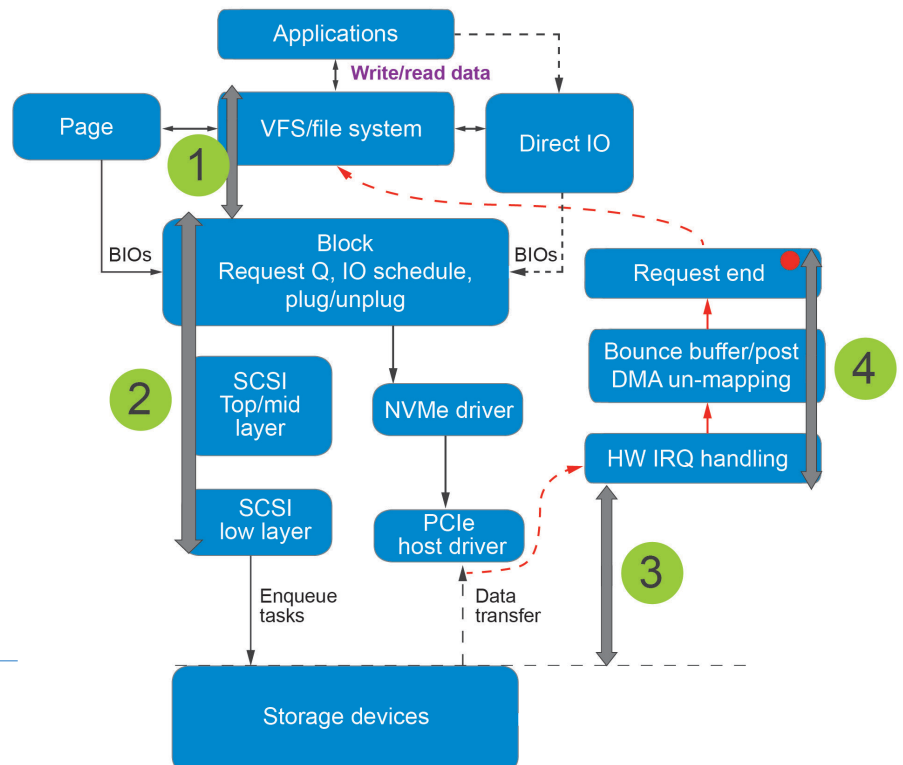 Applications
Write/read data
Page
VFS/file system
Direct IO
1
BIOs
Block
Request Q, IO schedule,
plug/unplug
BIOs
Request end
2
SCSI
Top/mid
layer
NVMe driver
Bounce buffer/post
DMA un-mapping
4
HW IRQ handling
SCSI
low layer
PCIe
host driver
3
Enqueue
tasks
Data
transfer
Storage devices